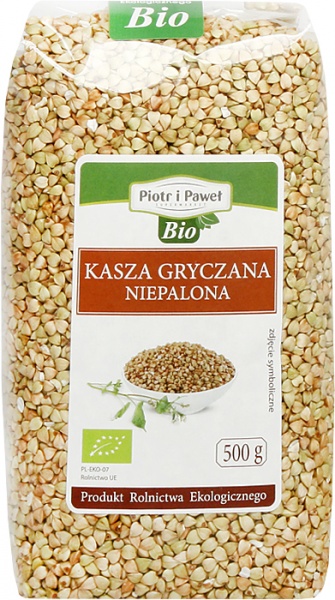 Bio
Piotr i Paweł
Bio
KASZA GRYCZANA
NIEPALONA
zdjęcie symboliczne
500 g
PL-EKO-07
Rolnictwo UE
Produkt Rolnictwa Ekologicznego